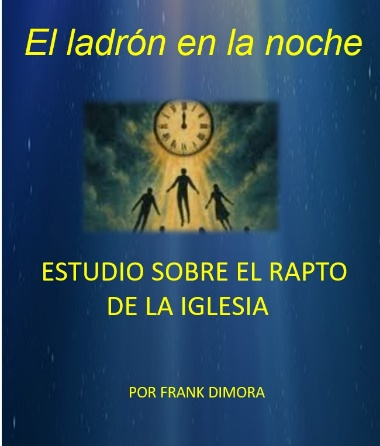 El ladrón en la noche
ESTUDIO SOBRE EL RAPTO
DE LA IGLESIA
POR FRANK DIMORA